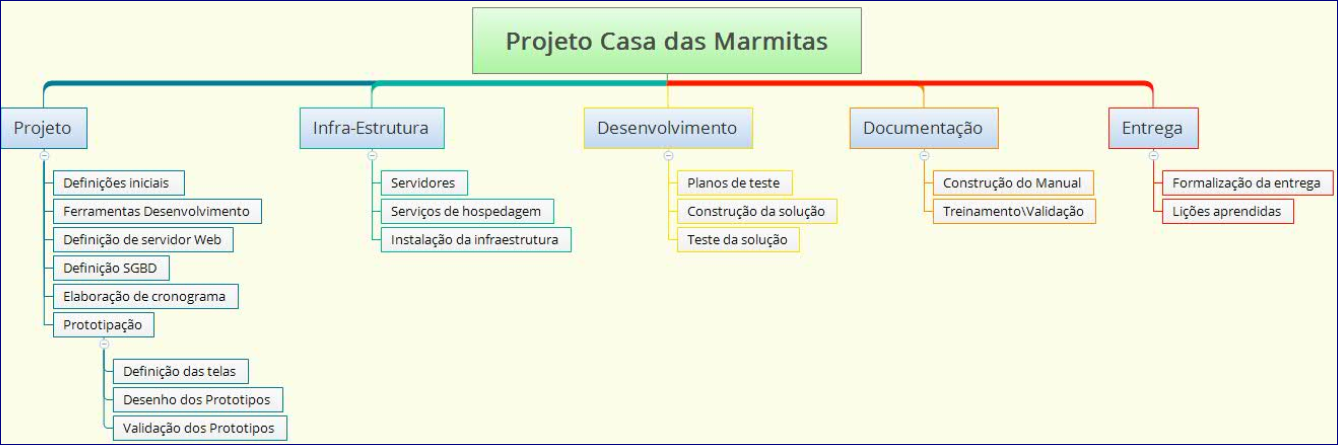 Projeto Casa das Marmitas
Projeto
Definições iniciais
Ferramentas Desenvolvimento
Definição de servidor Web
Definição SGBD
Elaboração de cronograma
Prototipação
Definição das telas
Desenho dos Prototipos
Validação dos Prototipos
Infra-Estrutura
Servidores
Serviços de hospedagem
Instalação da infraestrutura
Desenvolvimento
Planos de teste
Construção da solução
Teste da solução
Documentação
Construção do Manual
Treinamento\Validação
Entrega
Formalização da entrega
Lições aprendidas